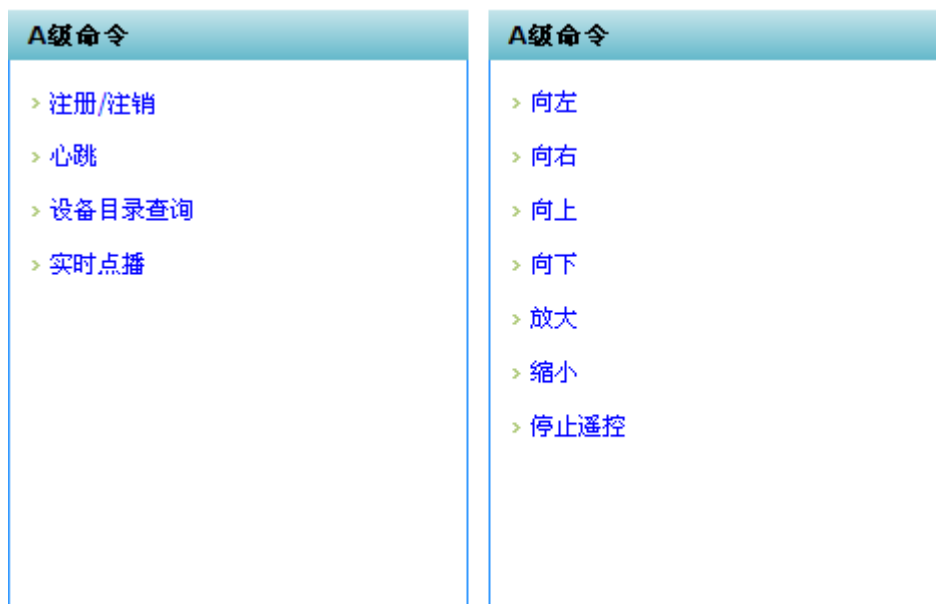 A级命令
注册/注销
心跳
设备目录查询
实时点播
A级命令
向左
向右
向上
向下
放大
缩小
停止遥控